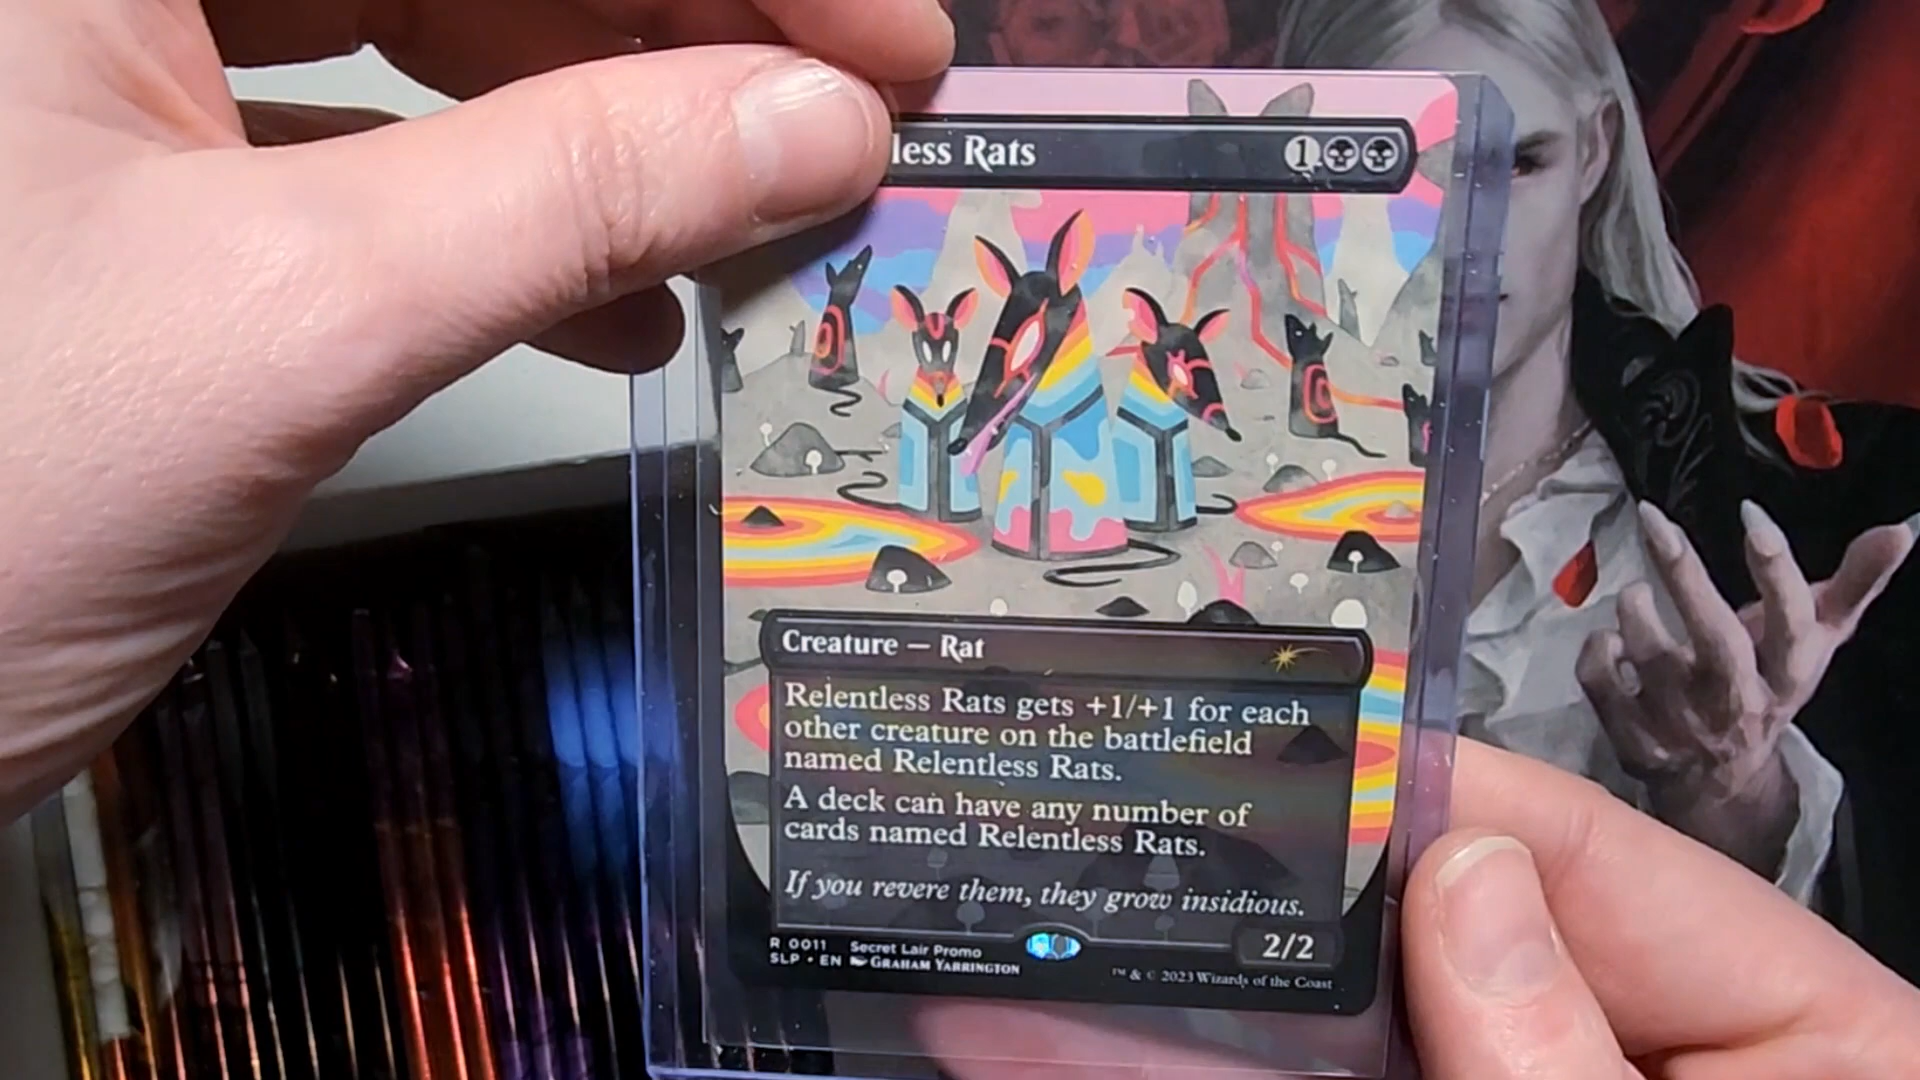 less Rats 1
Creature — Rat
Relentless Rats gets +1/+1 for each
other creature on the battlefield
named Relentless Rats.
A deck can have any number of
cards named Relentless Rats.
If you revere them, they grow insidious.
2/2
R 0011 Secret Lair Promo
SLP • EN Graham Yarrington
™ & © 2023 Wizards of the Coast